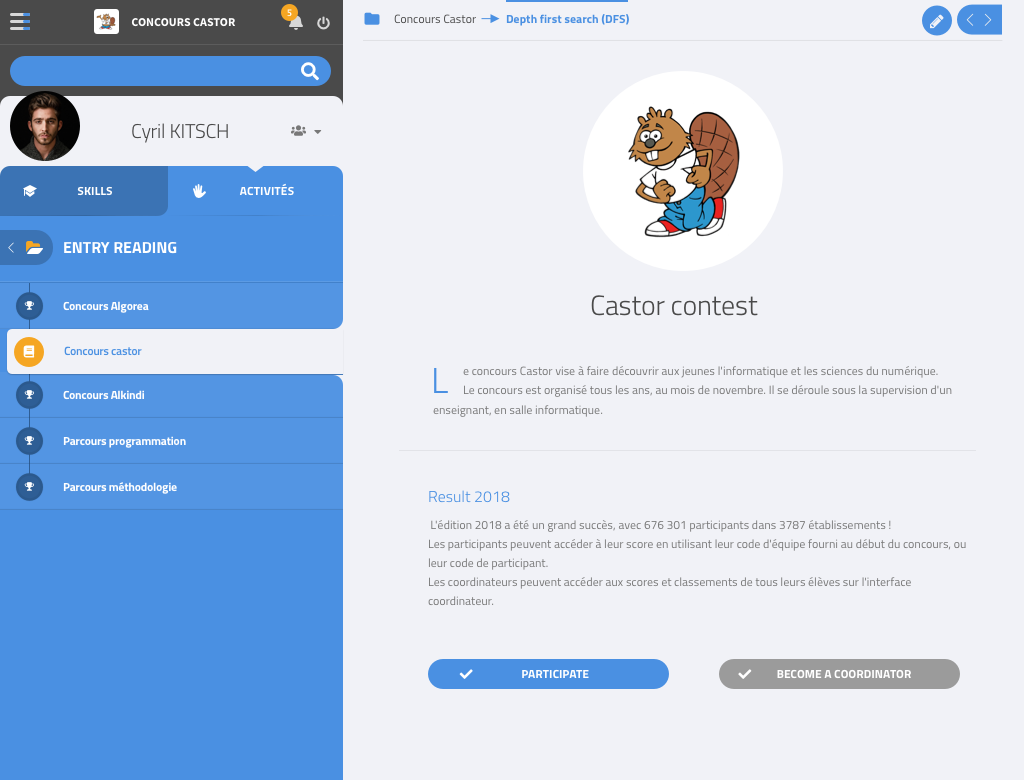 CONCOURS CASTOR
5
Cyril KITSCH
SKILLS
ACTIVITÉS
ENTRY READING
Concours Algorea
Concours castor
Concours Alkindi
Parcours programmation
Parcours méthodologie
Concours Castor
Depth first search (DFS)
Castor contest
Le concours Castor vise à faire découvrir aux jeunes l'informatique et les sciences du numérique.
Le concours est organisé tous les ans, au mois de novembre. Il se déroule sous la supervision d'un
enseignant, en salle informatique.
Result 2018
L'édition 2018 a été un grand succès, avec 676 301 participants dans 3787 établissements !
Les participants peuvent accéder à leur score en utilisant leur code d'équipe fourni au début du concours, ou
leur code de participant.
Les coordinateurs peuvent accéder aux scores et classements de tous leurs élèves sur l'interface
coordinateur.
PARTICIPATE
BECOME A COORDINATOR